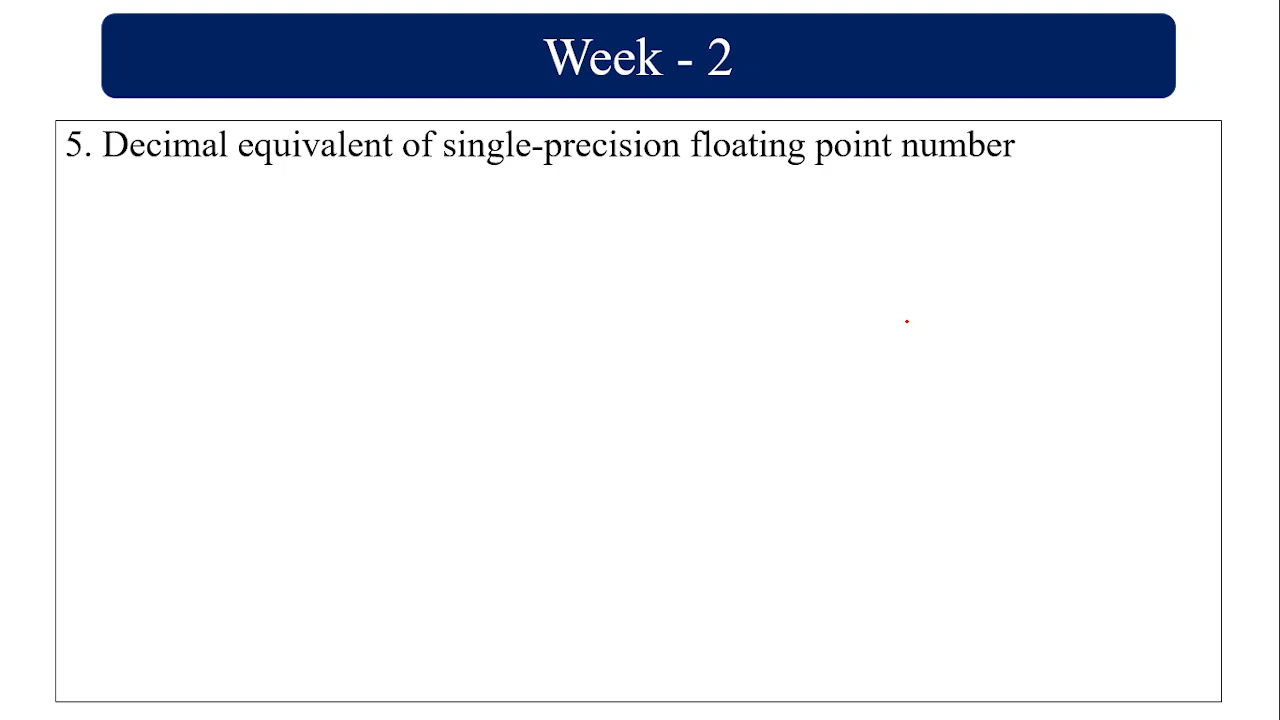 Week - 2
5. Decimal equivalent of single-precision floating point number